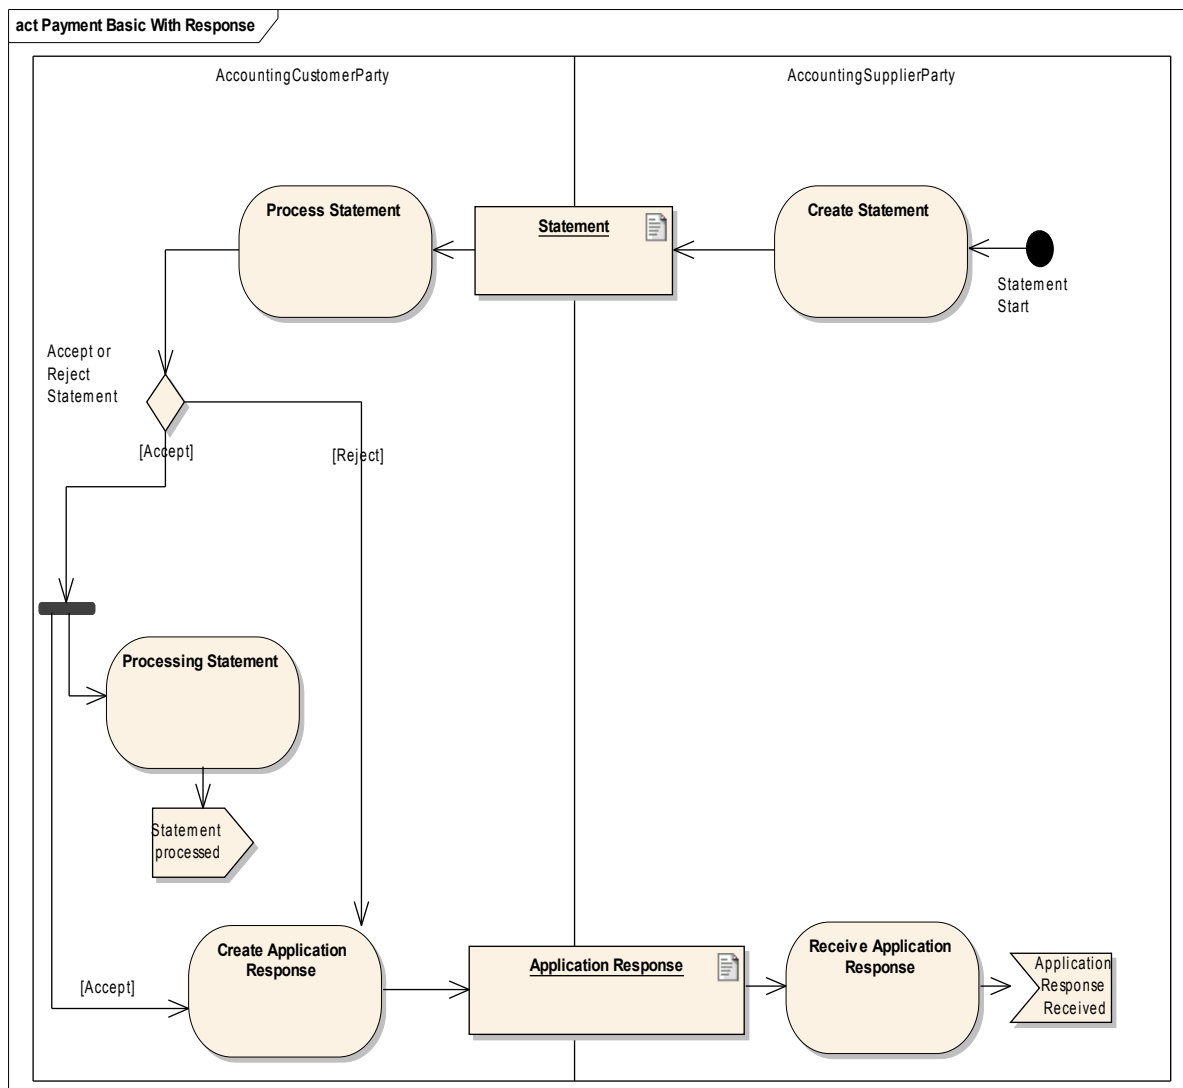 act Payment Basic With Response
AccountingCustomerParty
AccountingSupplierParty
Process Statement
Statement
Create Statement
Statement
Start
Accept or
Reject
Statement
[Accept]
[Reject]
Processing Statement
Statement
processed
Create Application
Response
[Accept]
Application Response
Receive Application
Response
Application
Response
Received